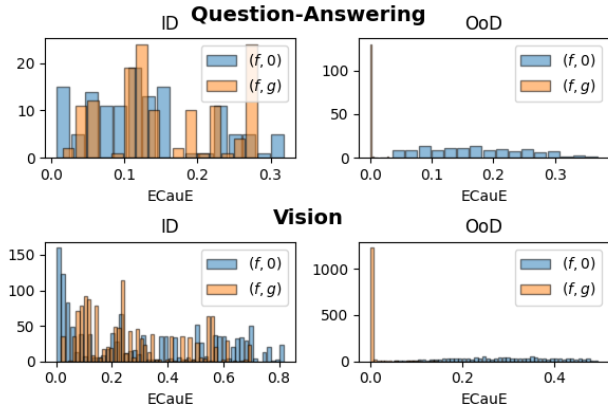 Question-Answering
ID
20
10
0
(f, 0)
(f, g)
0.0 0.1 0.2 0.3
ECauE
OoD
100
50
0
(f, 0)
(f, g)
0.0 0.1 0.2 0.3
ECauE
Vision
ID
150
100
50
0
(f, 0)
(f, g)
0.0 0.2 0.4 0.6 0.8
ECauE
OoD
1000
500
0
(f, 0)
(f, g)
0.0 0.2 0.4
ECauE